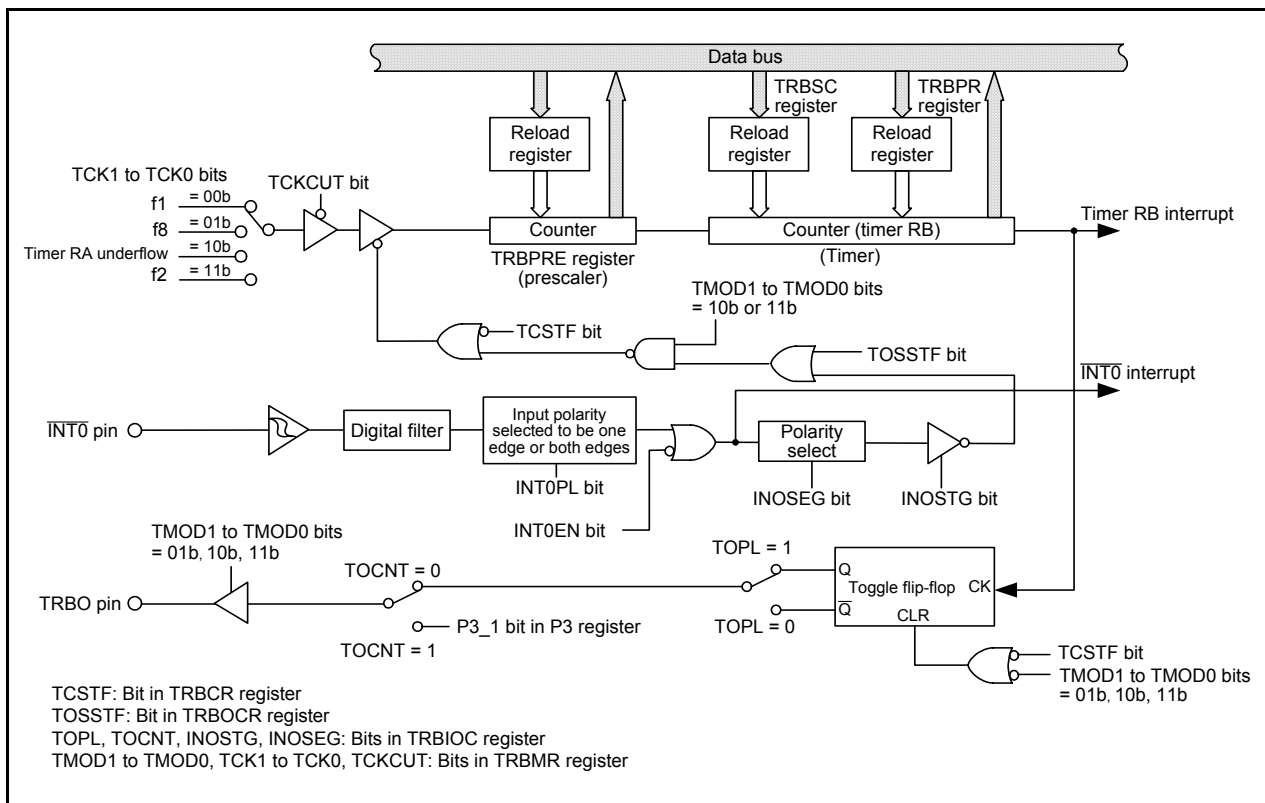 Data bus
TRBSC
register
TRBPR
register
Reload
register
Reload
register
Reload
register
TCK1 to TCK0 bits
TCKCUT bit
f1
= 00b
f8
= 01b
Timer RA underflow
= 10b
f2
= 11b
Counter
TRBPRE register
(prescaler)
Counter (timer RB)
(Timer)
Timer RB interrupt
TMOD1 to TMOD0 bits
= 10b or 11b
TCSTF bit
TOSSTF bit
INT0 interrupt
INT0 pin
Digital filter
Input polarity
selected to be one
edge or both edges
Polarity
select
INT0PL bit
INOSEG bit
INOSTG bit
INT0EN bit
TMOD1 to TMOD0 bits
= 01b, 10b, 11b
TOCNT = 0
TOPL = 1
Q
Toggle flip-flop
CK
Q
CLR
TRBO pin
P3_1 bit in P3 register
TOCNT = 1
TOPL = 0
TCSTF bit
TMOD1 to TMOD0 bits
= 01b, 10b, 11b
TCSTF: Bit in TRBCR register
TOSSTF: Bit in TRBOCR register
TOPL, TOCNT, INOSTG, INOSEG: Bits in TRBIOC register
TMOD1 to TMOD0, TCK1 to TCK0, TCKCUT: Bits in TRBMR register